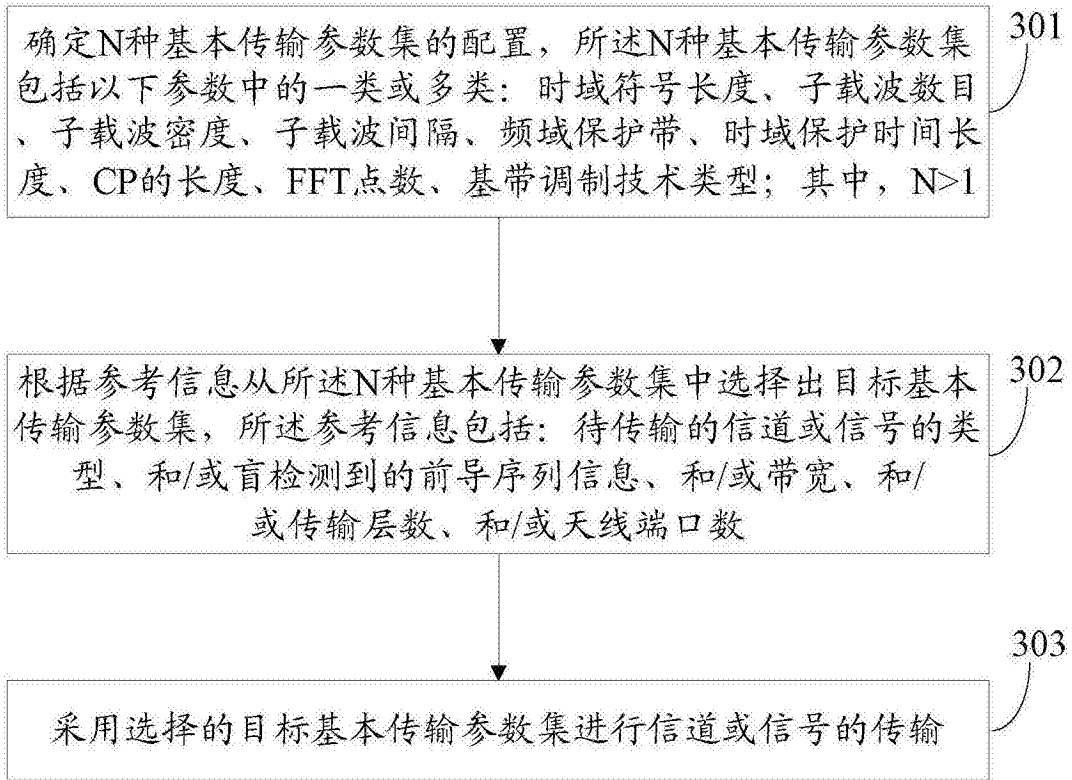 确定N种基本传输参数集的配置，所述N种基本传输参数集
包括以下参数中的一类或多类：时域符号长度、子载波数目
、子载波密度、子载波间隔、频域保护带、时域保护时间长
度、CP的长度、FFT点数、基带调制技术类型；其中，N>1
301
根据参考信息从所述N种基本传输参数集中选择出目标基本
传输参数集，所述参考信息包括：待传输的信道或信号的类
型、和/或盲检测到的前导序列信息、和/或带宽、和/
或传输层数、和/或天线端口数
302
采用选择的目标基本传输参数集进行信道或信号的传输
303